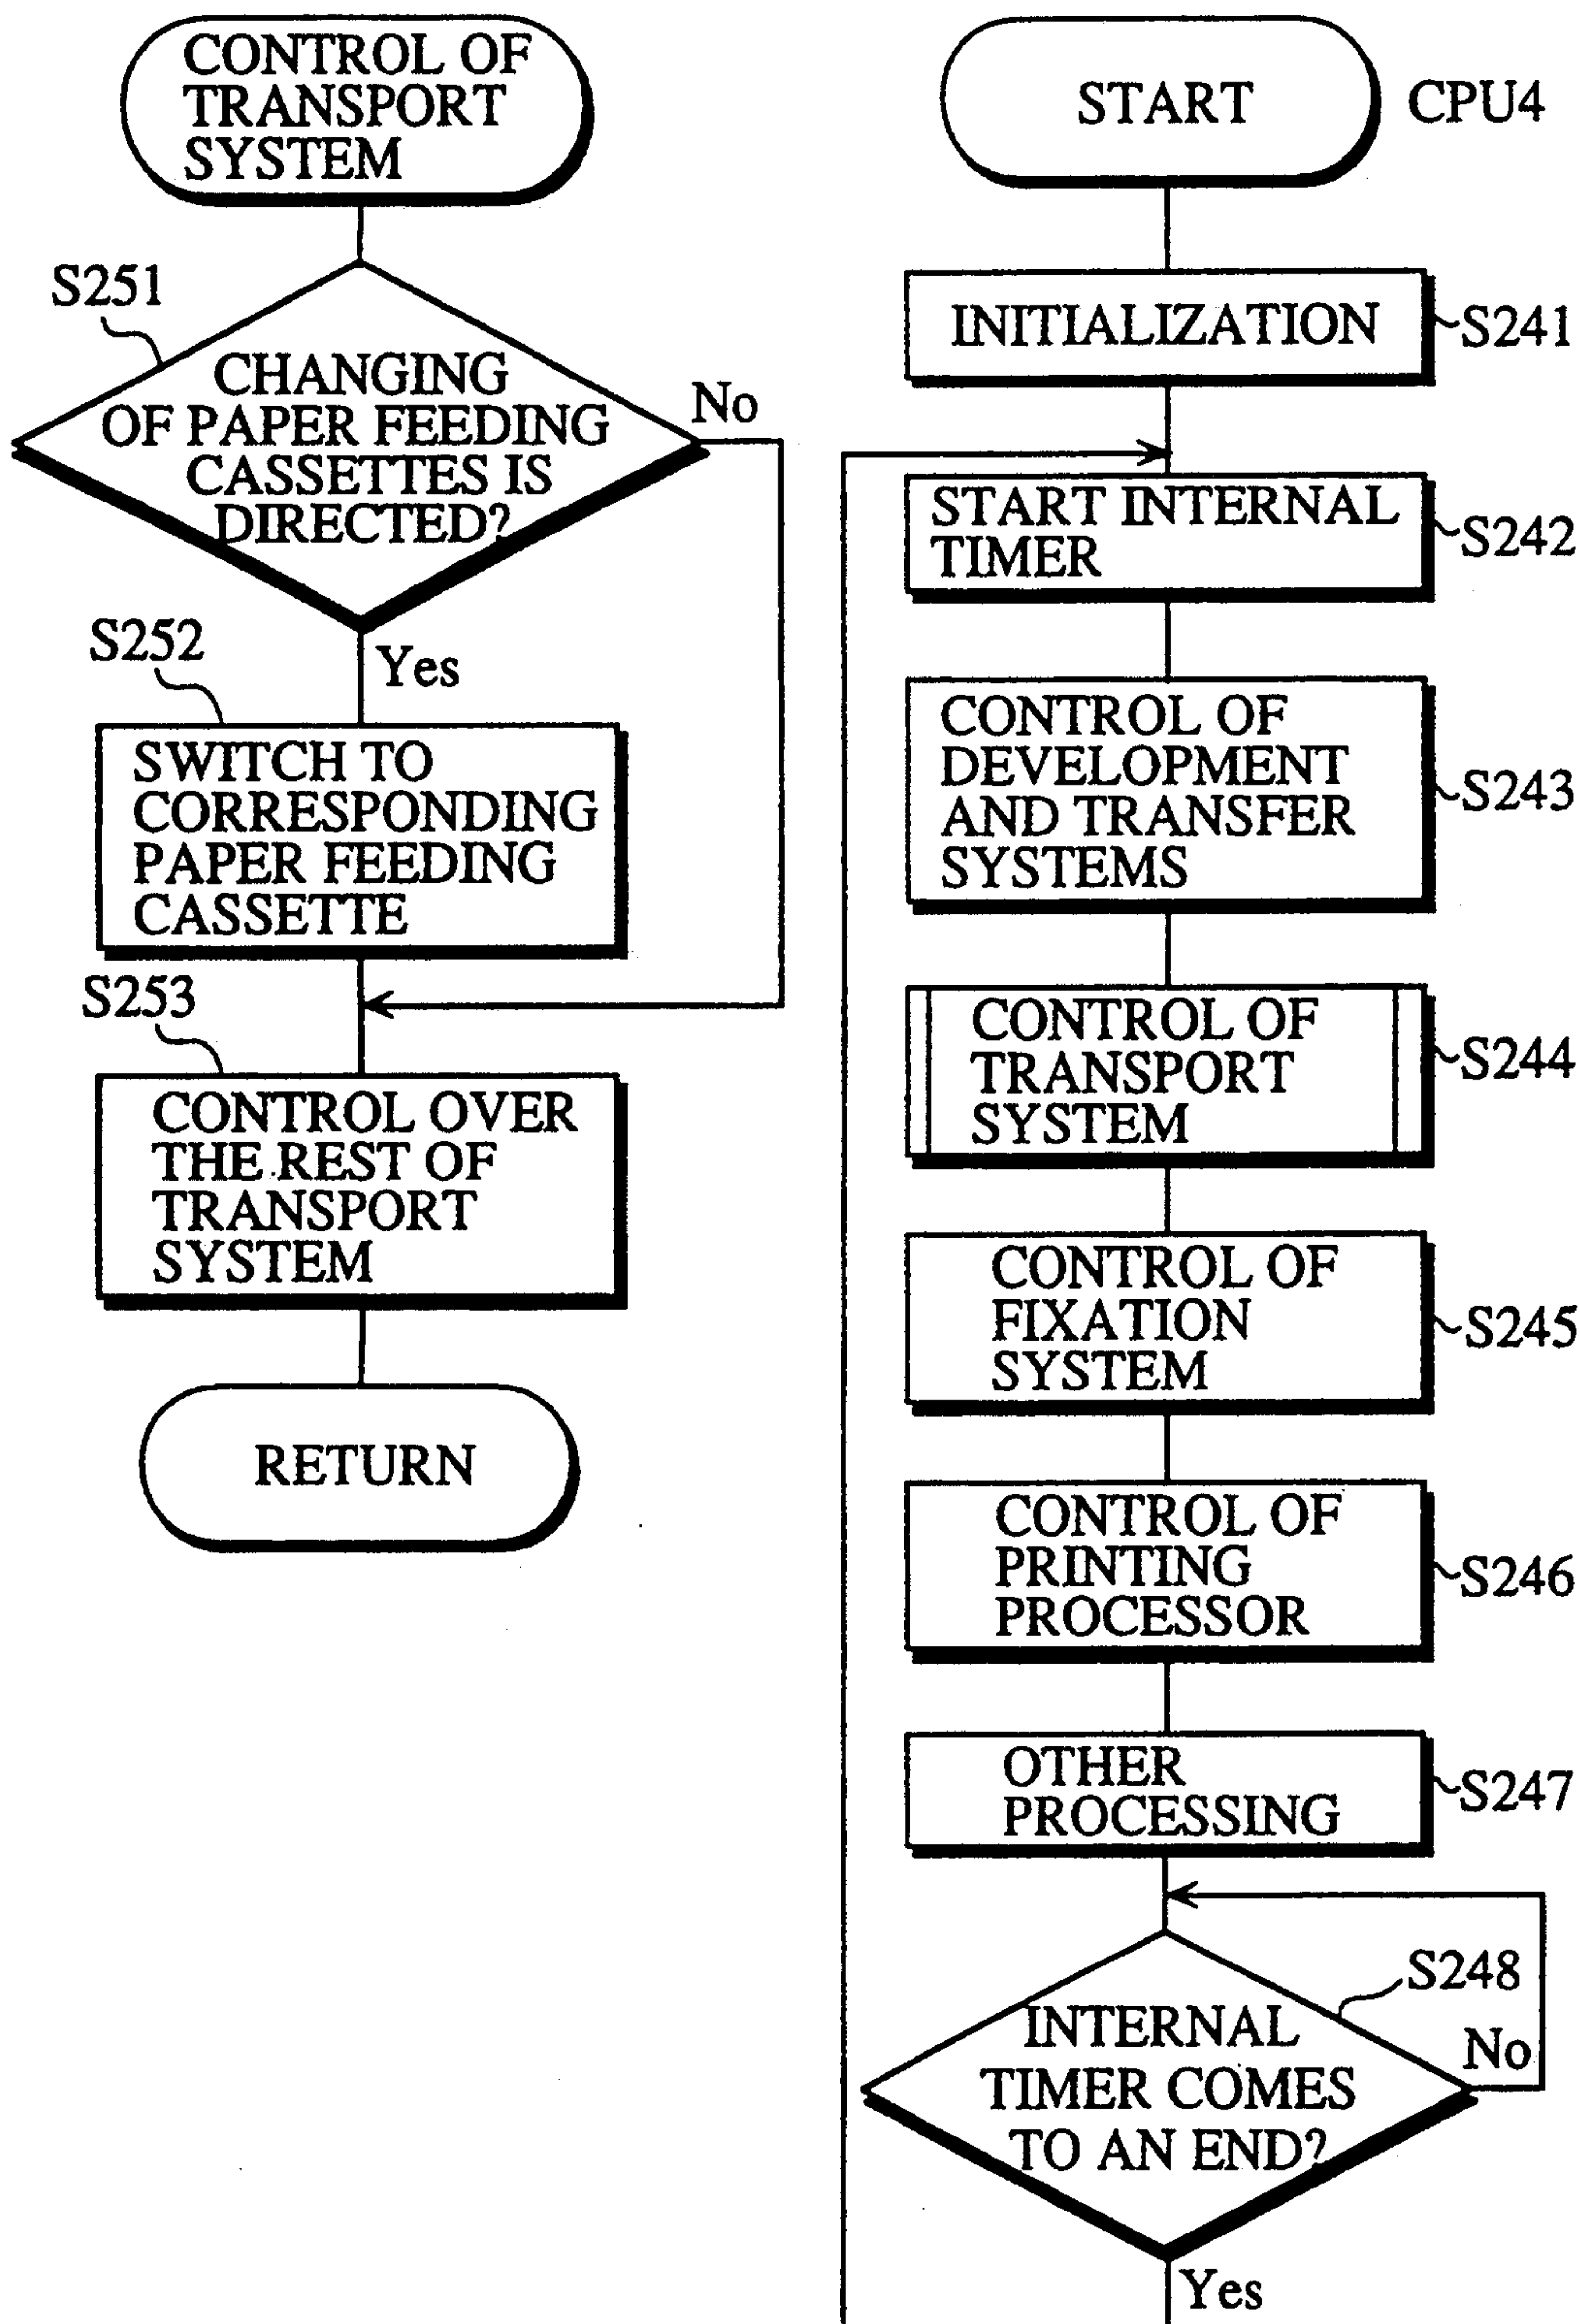 CONTROL OF
TRANSPORT
SYSTEM
S251
CHANGING
OF PAPER FEEDING
CASSETTES IS
DIRECTED?
No
Yes
S252
SWITCH TO
CORRESPONDING
PAPER FEEDING
CASSETTE
S253
CONTROL OVER
THE REST OF
TRANSPORT
SYSTEM
RETURN
START
CPU4
INITIALIZATION
S241
START INTERNAL
TIMER
S242
CONTROL OF
DEVELOPMENT
AND TRANSFER
SYSTEMS
S243
CONTROL OF
TRANSPORT
SYSTEM
S244
CONTROL OF
FIXATION
SYSTEM
S245
CONTROL OF
PRINTING
PROCESSOR
S246
OTHER
PROCESSING
S247
S248
INTERNAL
TIMER COMES
TO AN END?
No
Yes